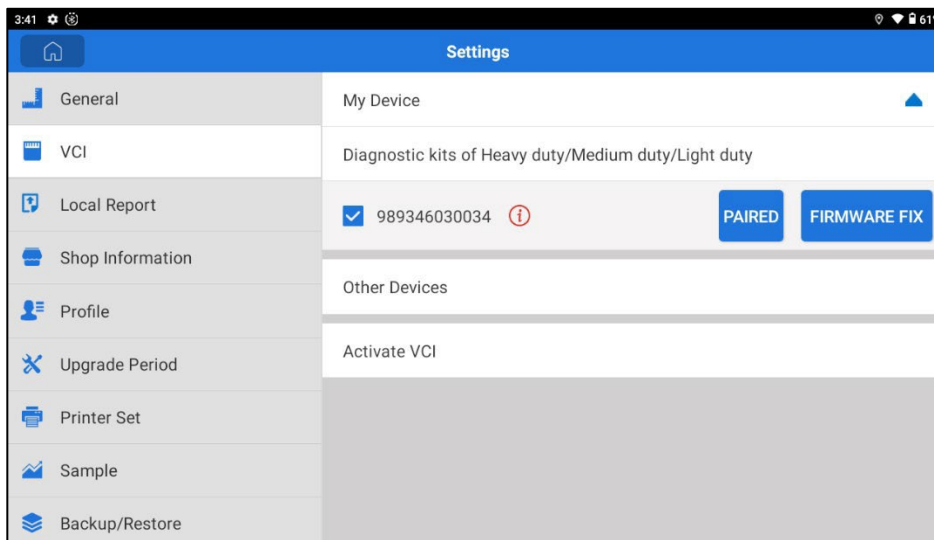 3:41
61
Settings
General
VCI
Local Report
Shop Information
Profile
Upgrade Period
Printer Set
Sample
Backup/Restore
My Device
Diagnostic kits of Heavy duty/Medium duty/Light duty
989346030034
PAIRED
FIRMWARE FIX
Other Devices
Activate VCI